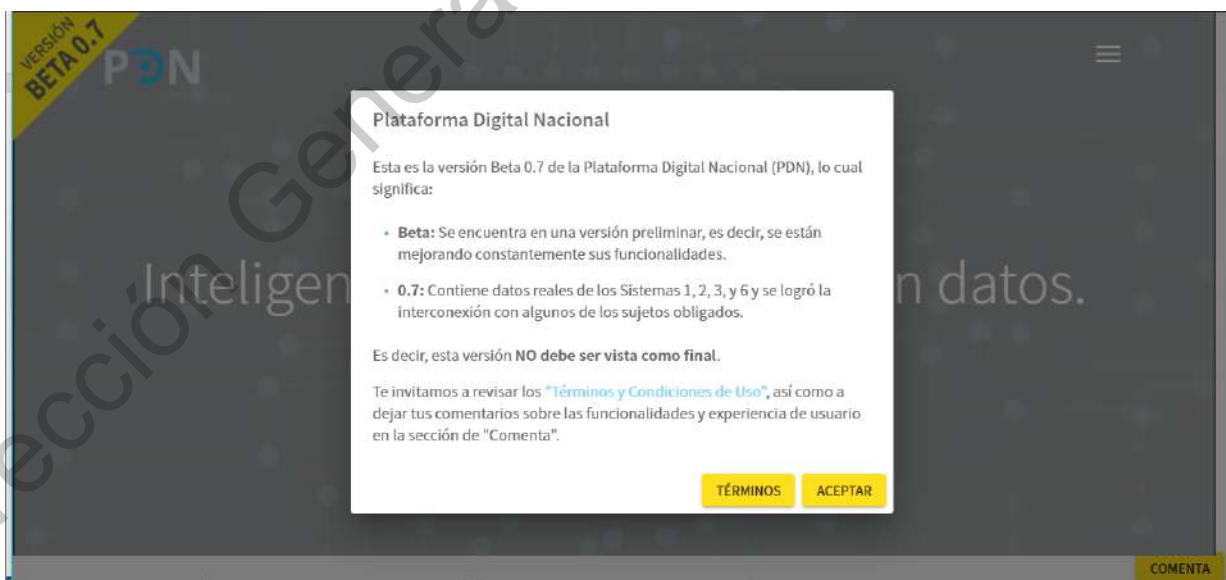 VERSIÓN
BETA 0.7
PDN
Plataforma Digital Nacional
Esta es la versión Beta 0.7 de la Plataforma Digital Nacional (PDN), lo cual
significa:
• Beta: Se encuentra en una versión preliminar, es decir, se están
mejorando constantemente sus funcionalidades.
• 0.7: Contiene datos reales de los Sistemas 1, 2, 3, y 6 y se logró la
interconexión con algunos de los sujetos obligados.
Inteligen
n datos.
Es decir, esta versión NO debe ser vista como final.
Te invitamos a revisar los "Términos y Condiciones de Uso", así como a
dejar tus comentarios sobre las funcionalidades y experiencia de usuario
en la sección de "Comenta".
TÉRMINOS
ACEPTAR
COMENTA
ección Genera